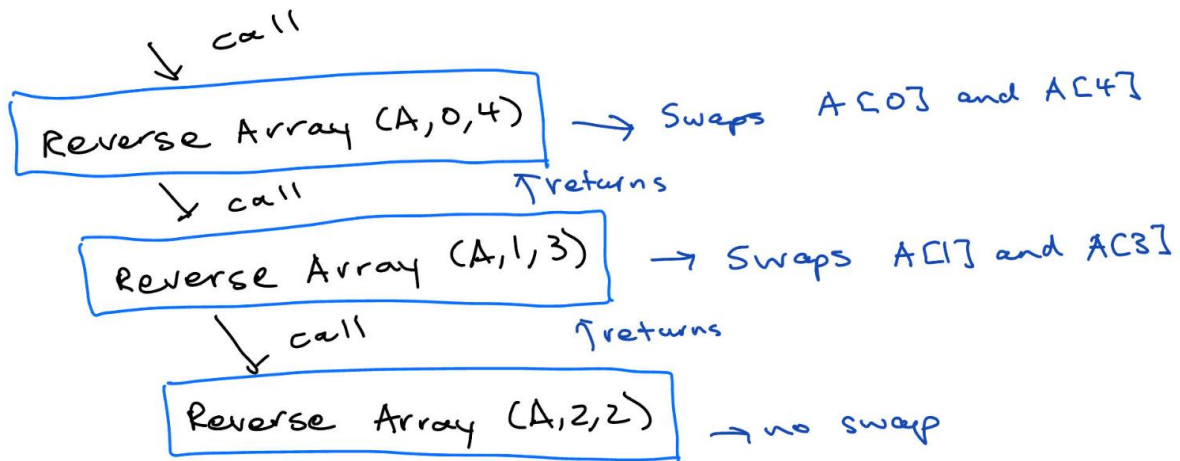 call
Reverse Array (A,0,4) → Swaps A[0] and A[4]
call ↑returns
Reverse Array (A,1,3) → Swaps A[1] and A[3]
call ↑returns
Reverse Array (A,2,2) → no swap